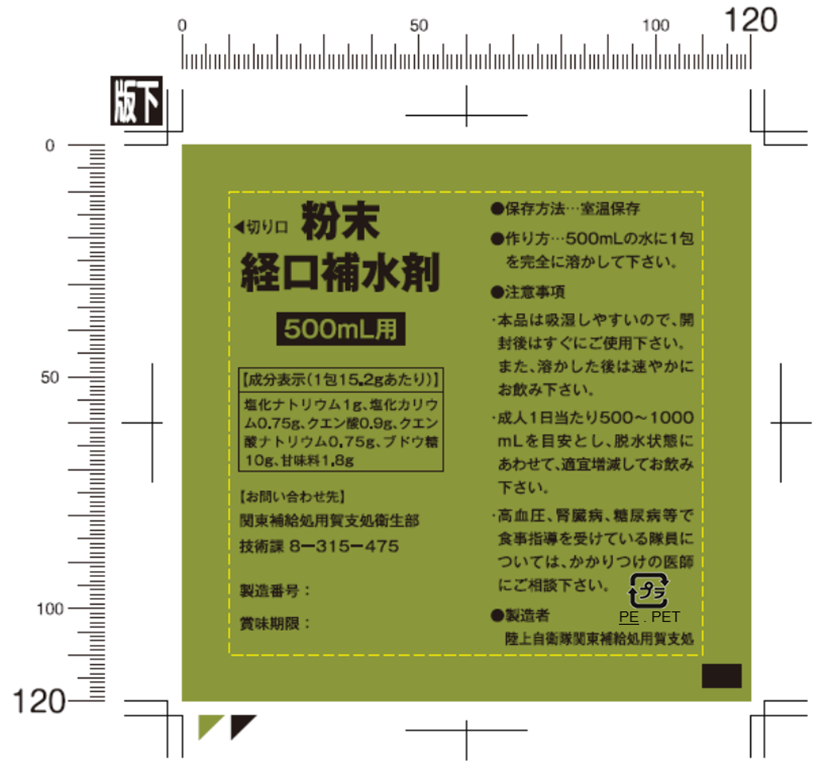 0 50 100 120
版下
0
50
100
120
◀切り口 粉末
経口補水剤
500mL用
【成分表示(1包15.2gあたり)】
塩化ナトリウム1g、塩化カリウ
ム0.75g、クエン酸0.9g、クエン
酸ナトリウム0.75g、ブドウ糖
10g、甘味料1.8g
【お問い合わせ先】
関東補給処用賀支処衛生部
技術課 8−315−475
製造番号：
賞味期限：
●保存方法…室温保存
●作り方…500mLの水に1包
を完全に溶かして下さい。
●注意事項
・本品は吸湿しやすいので、開
封後はすぐにご使用下さい。
また、溶かした後は速やかに
お飲み下さい。
・成人1日当たり500〜1000
mLを目安とし、脱水状態に
あわせて、適宜増減してお飲み
下さい。
・高血圧、腎臓病、糖尿病等で
食事指導を受けている隊員に
ついては、かかりつけの医師
にご相談下さい。
プラ
PE . PET
●製造者
陸上自衛隊関東補給処用賀支処